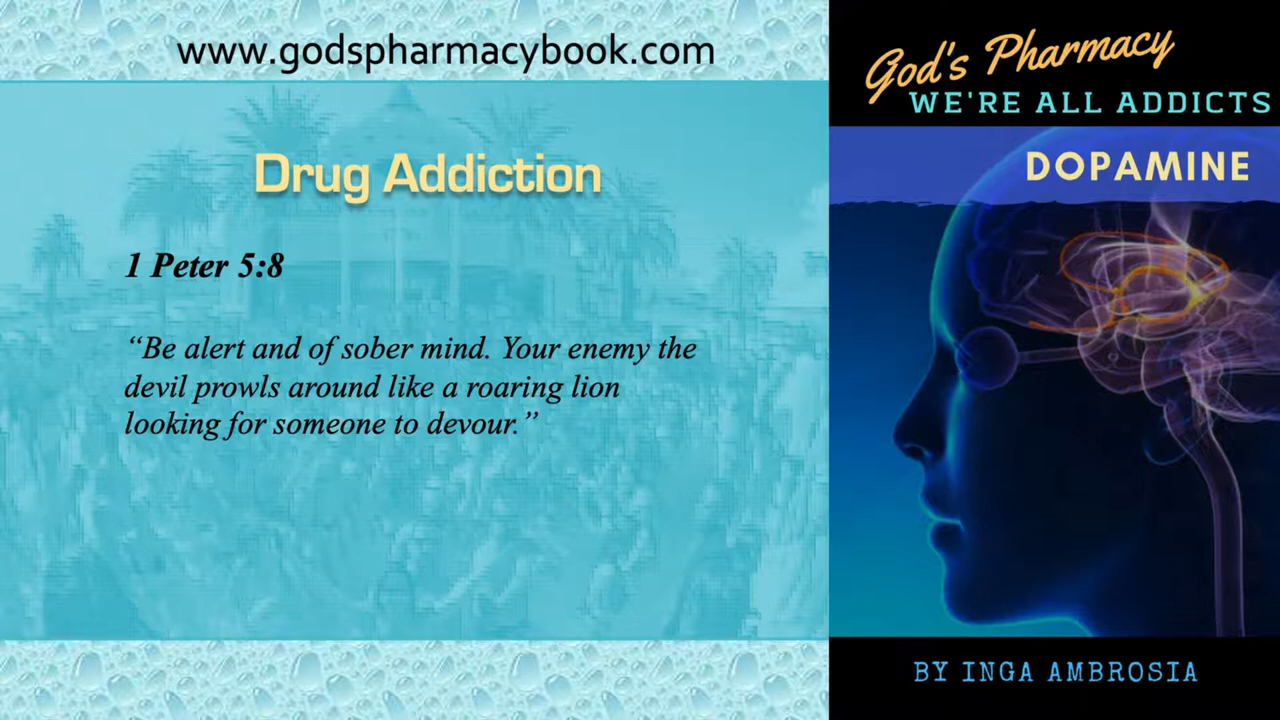 www.godspharmacybook.com
Drug Addiction
1 Peter 5:8
“Be alert and of sober mind. Your enemy the
devil prowls around like a roaring lion
looking for someone to devour.”
God's Pharmacy
WE'RE ALL ADDICTS
DOPAMINE
BY INGA AMBROSIA